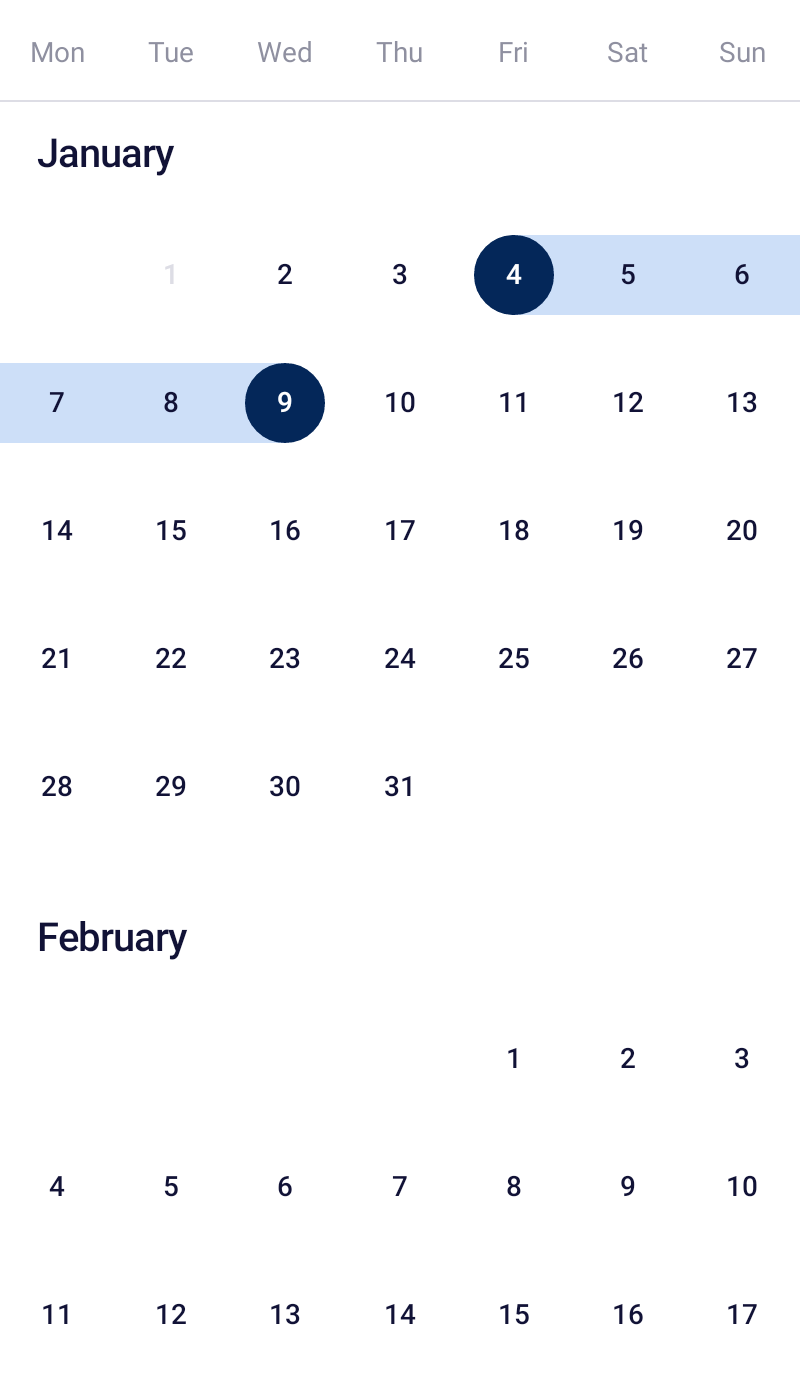 Mon Tue Wed Thu Fri Sat Sun
January
1 2 3 4 5 6
7 8 9 10 11 12 13
14 15 16 17 18 19 20
21 22 23 24 25 26 27
28 29 30 31
February
1 2 3
4 5 6 7 8 9 10
11 12 13 14 15 16 17